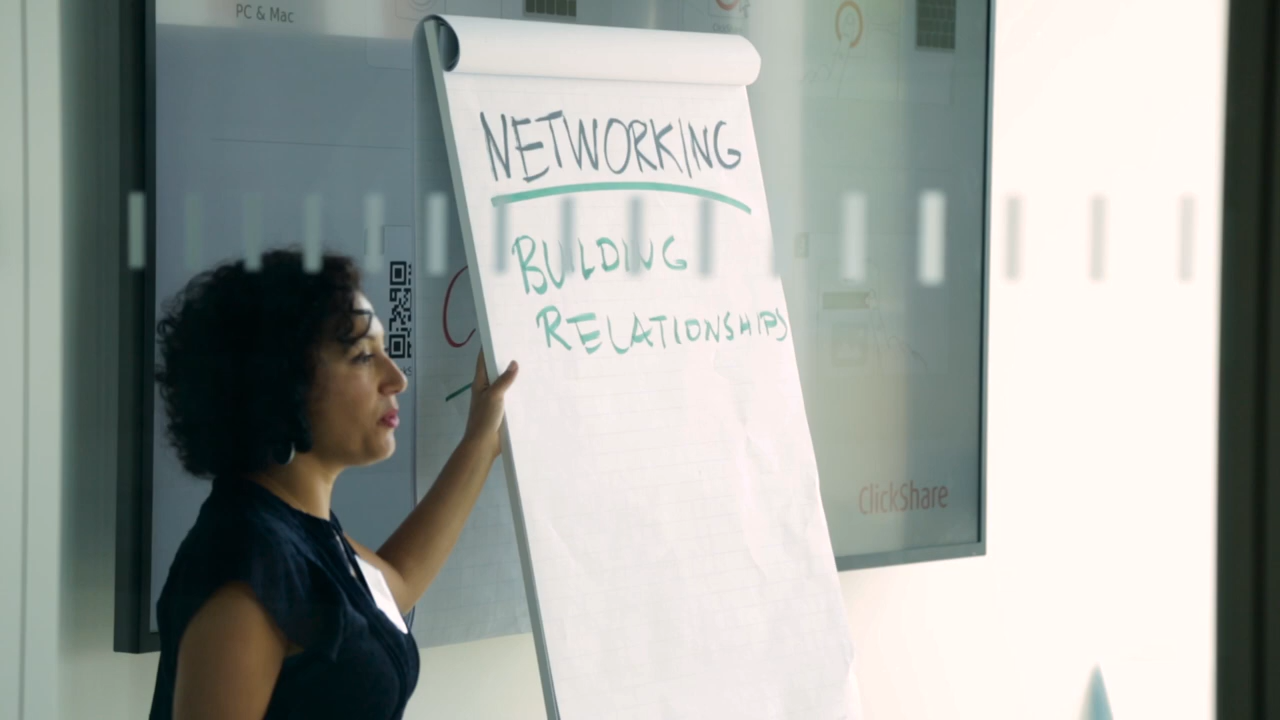 PC & Mac
NETWORKING
BUILDING
RELATIONSHIPS
ClickShare